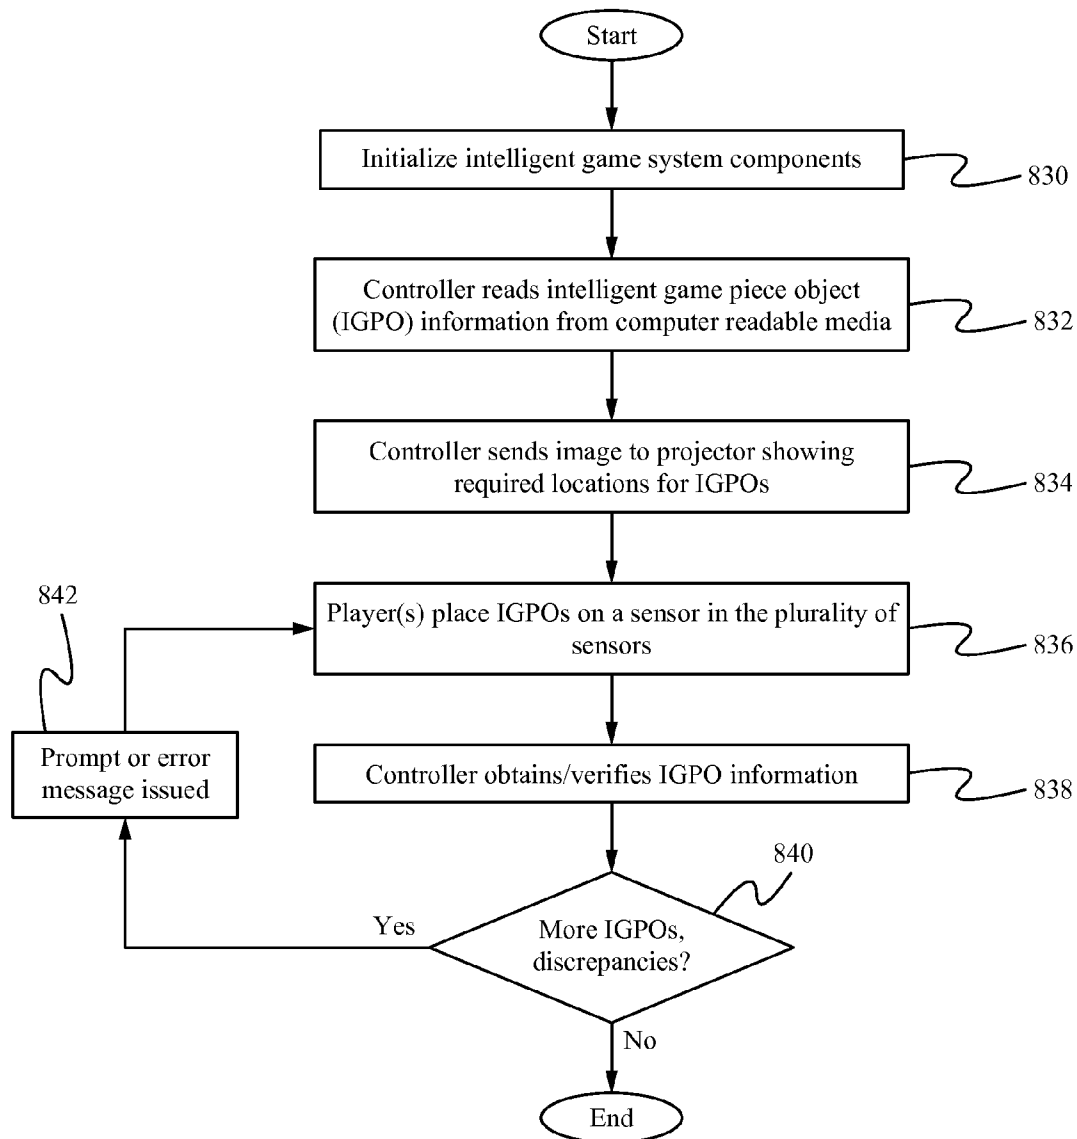 Start
Initialize intelligent game system components
830
Controller reads intelligent game piece object
(IGPO) information from computer readable media
832
Controller sends image to projector showing
required locations for IGPOs
834
842
Player(s) place IGPOs on a sensor in the plurality of
sensors
836
Prompt or error
message issued
Controller obtains/verifies IGPO information
838
840
Yes
More IGPOs,
discrepancies?
No
End